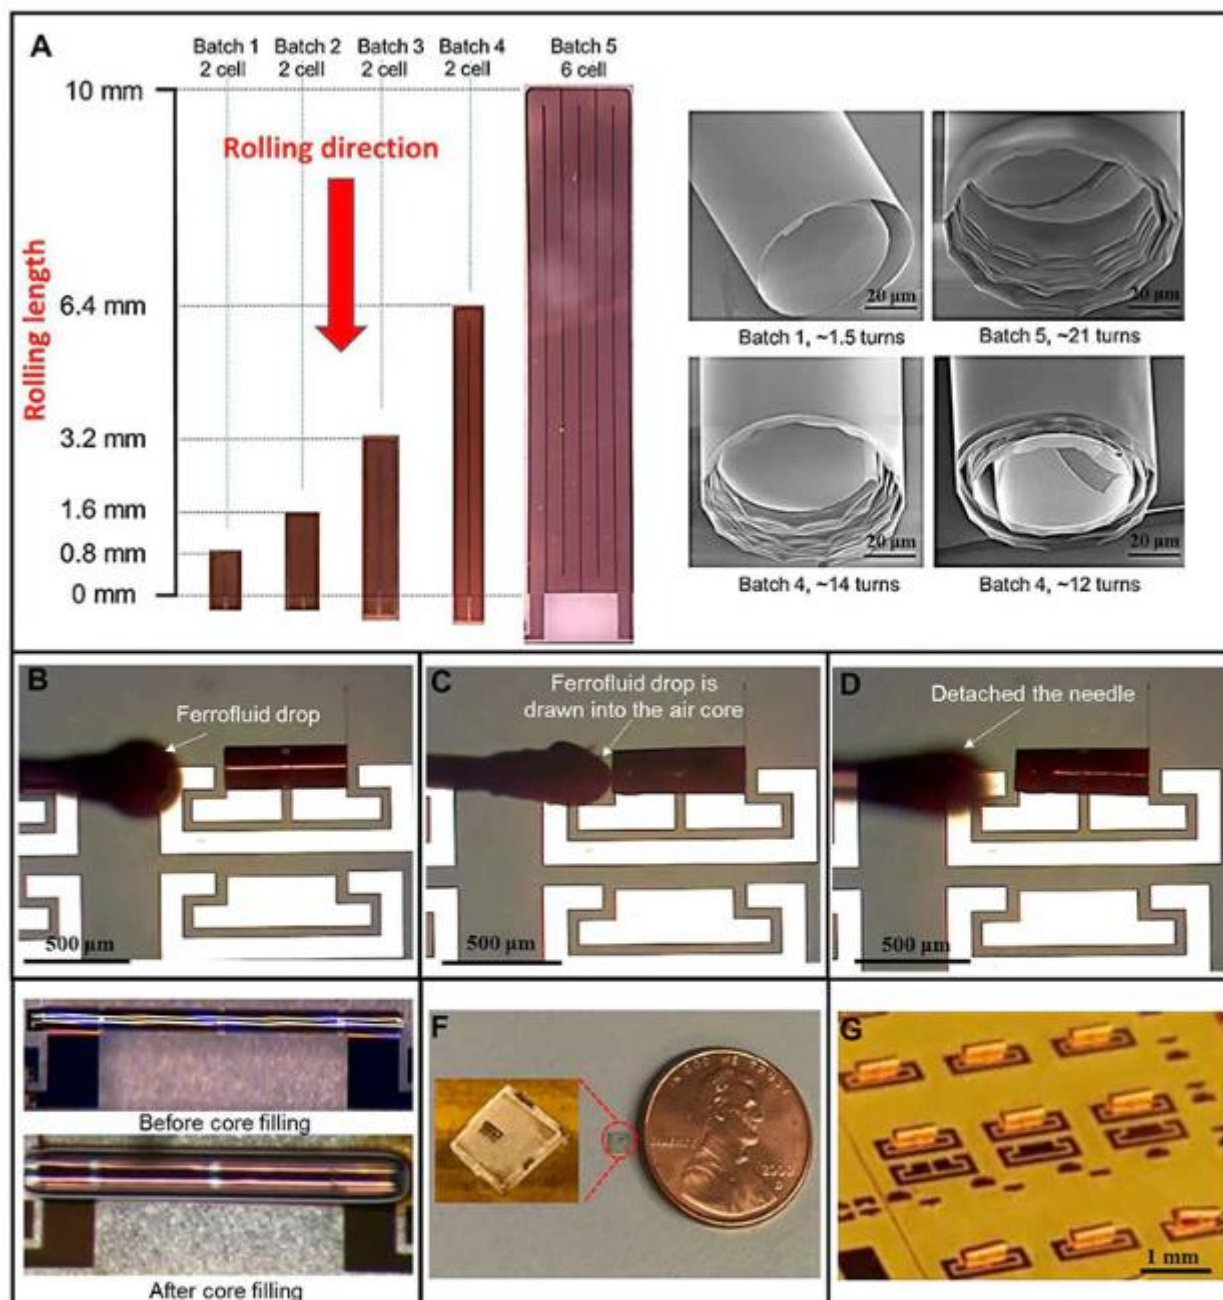 A
Batch 1
2 cell
Batch 2
2 cell
Batch 3
2 cell
Batch 4
2 cell
Batch 5
6 cell
10 mm
Rolling direction
Rolling length
6.4 mm
3.2 mm
1.6 mm
0.8 mm
0 mm
20 µm
20 µm
Batch 1, ~1.5 turns
Batch 5, ~21 turns
20 µm
20 µm
Batch 4, ~14 turns
Batch 4, ~12 turns
B
Ferrofluid drop
500 µm
C
Ferrofluid drop is
drawn into the air core
500 µm
D
Detached the needle
500 µm
E
Before core filling
After core filling
F
G
1 mm